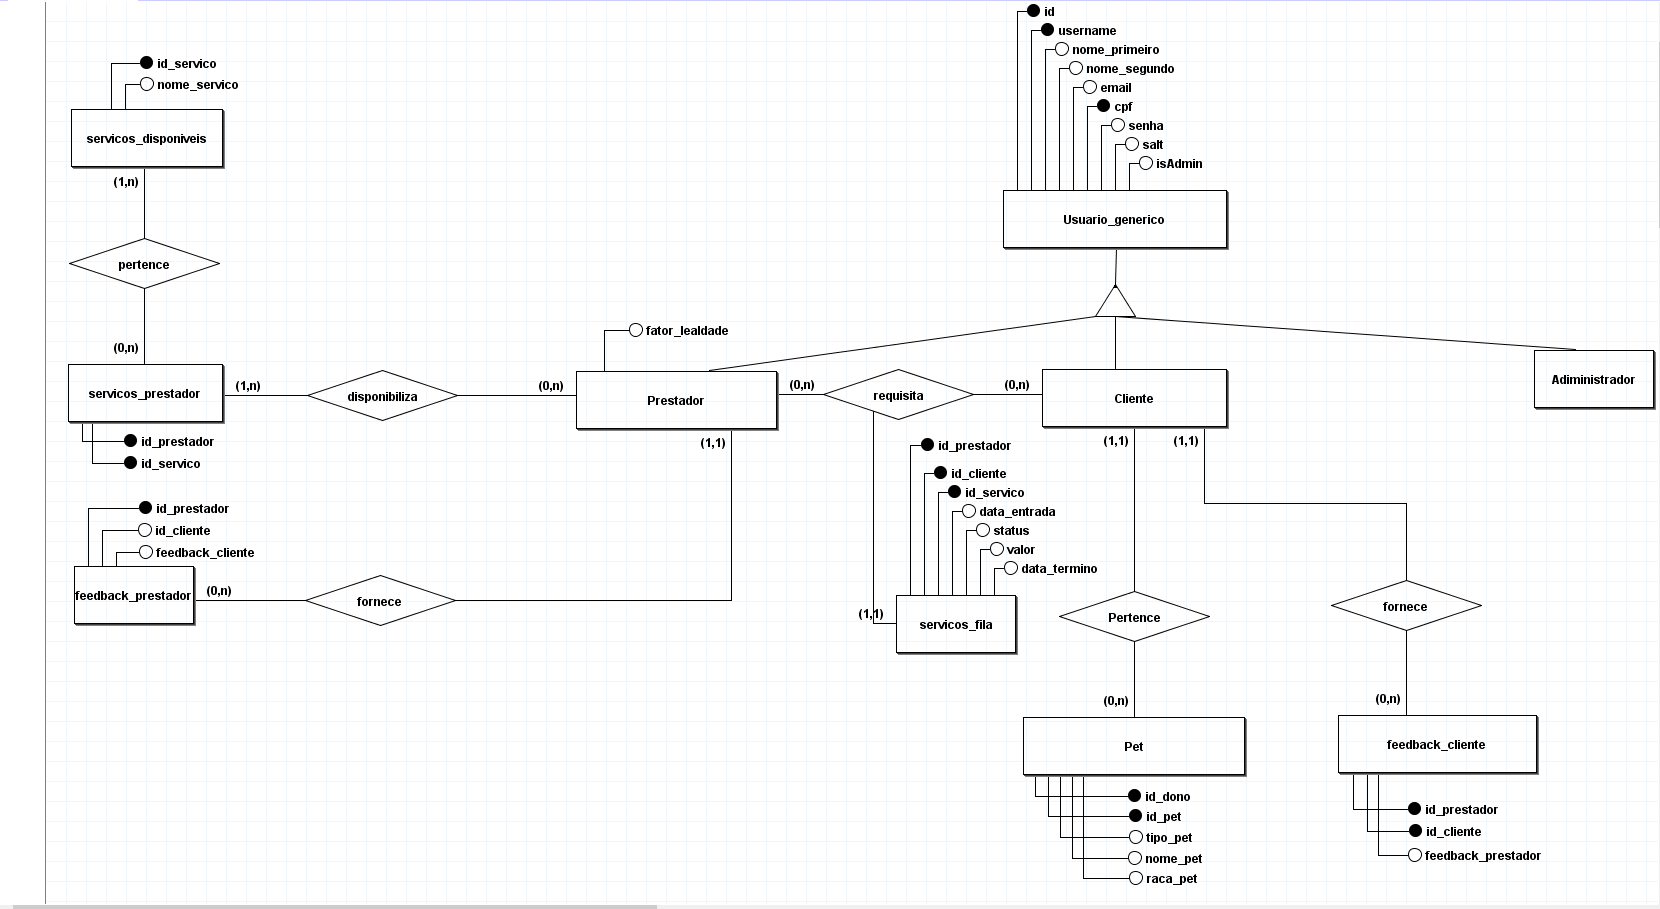 id
username
nome_primeiro
nome_segundo
email
cpf
senha
salt
isAdmin
Usuario_generico
id_servico
nome_servico
servicos_disponiveis
(1,n)
pertence
(0,n)
servicos_prestador
(1,n)
disponibiliza
(0,n)
fator_lealdade
Prestador
(0,n)
requisita
(0,n)
Cliente
Adiministrador
id_prestador
id_servico
(1,1)
(1,1)
(1,1)
id_prestador
id_cliente
id_servico
data_entrada
status
valor
data_termino
(1,1)
servicos_fila
id_prestador
id_cliente
feedback_cliente
feedback_prestador
(0,n)
fornece
Pertence
fornece
(0,n)
(0,n)
Pet
feedback_cliente
id_dono
id_pet
tipo_pet
nome_pet
raca_pet
id_prestador
id_cliente
feedback_prestador